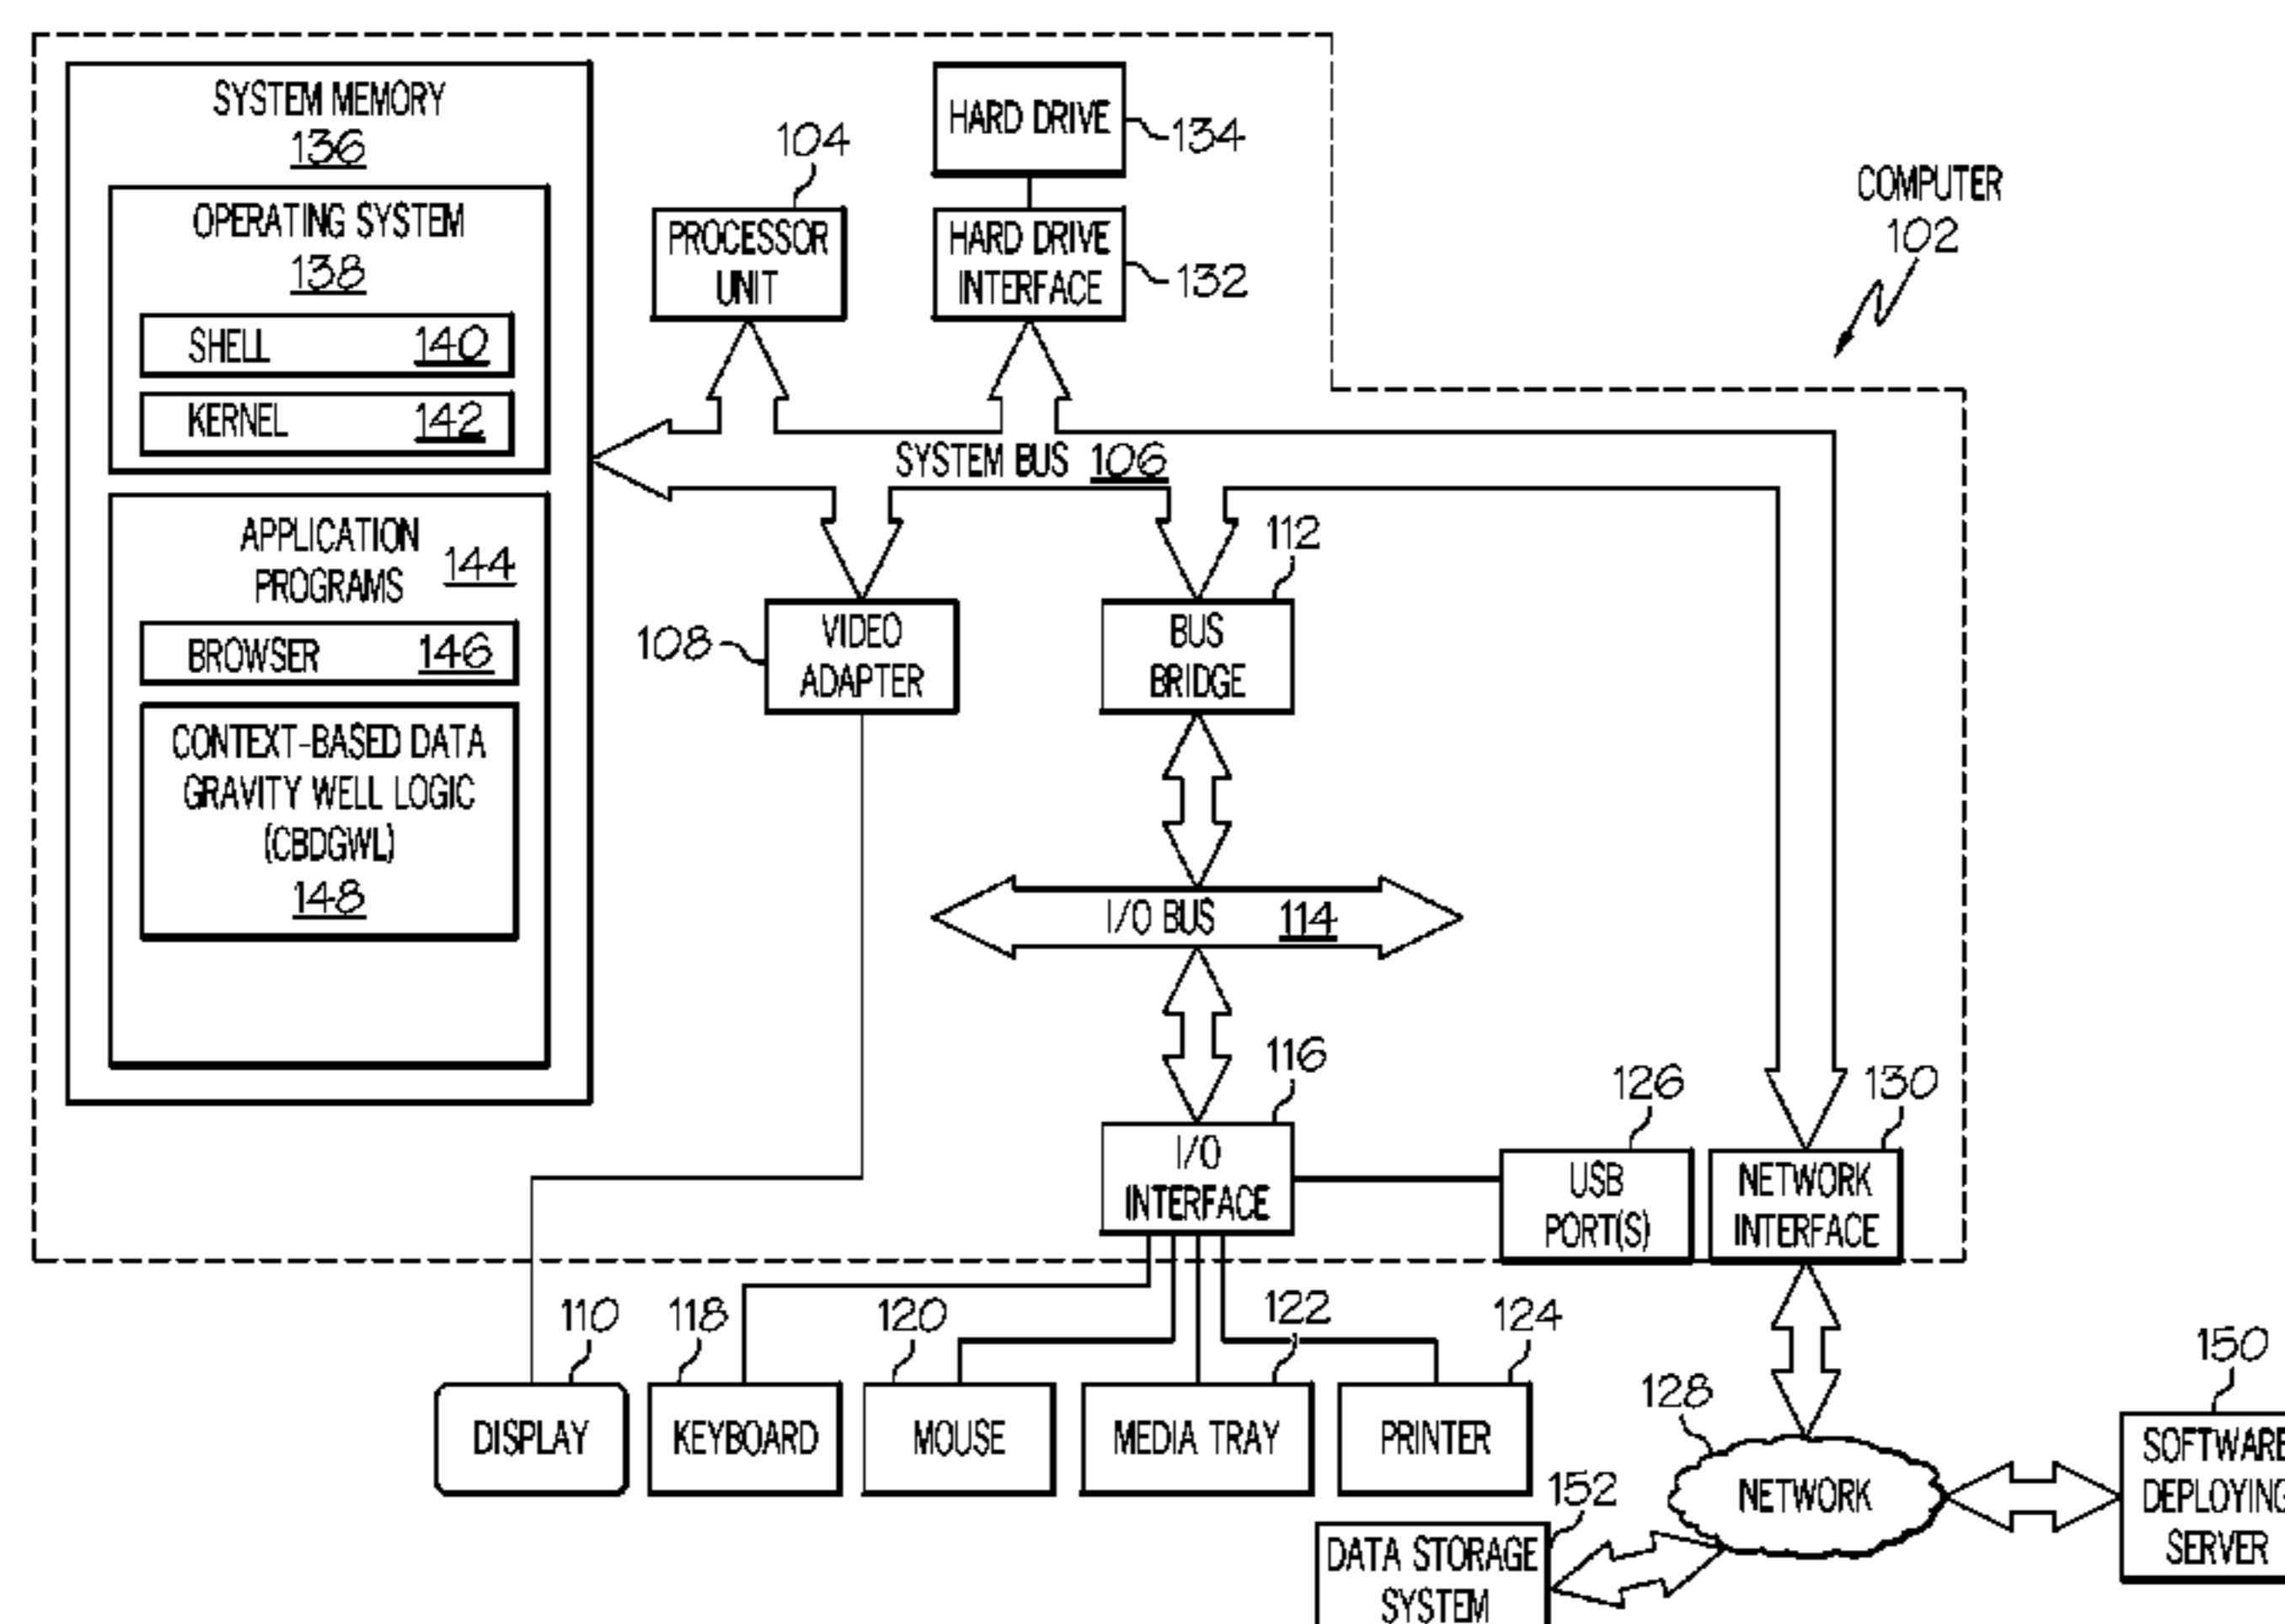 SYSTEM MEMORY
136
OPERATING SYSTEM
138
SHELL 140
KERNEL 142
APPLICATION
PROGRAMS
144
BROWSER 146
CONTEXT-BASED DATA
GRAVITY WELL LOGIC
(CBDGWL)
148
104
PROCESSOR
UNIT
HARD DRIVE
134
HARD DRIVE
INTERFACE
132
COMPUTER
102
SYSTEM BUS 106
108
VIDEO
ADAPTER
112
BUS
BRIDGE
I/O BUS 114
116
I/O
INTERFACE
126
USB
PORT(S)
130
NETWORK
INTERFACE
110
DISPLAY
118
KEYBOARD
120
MOUSE
122
MEDIA TRAY
124
PRINTER
128
NETWORK
150
SOFTWARE
DEPLOYING
SERVER
152
DATA STORAGE
SYSTEM